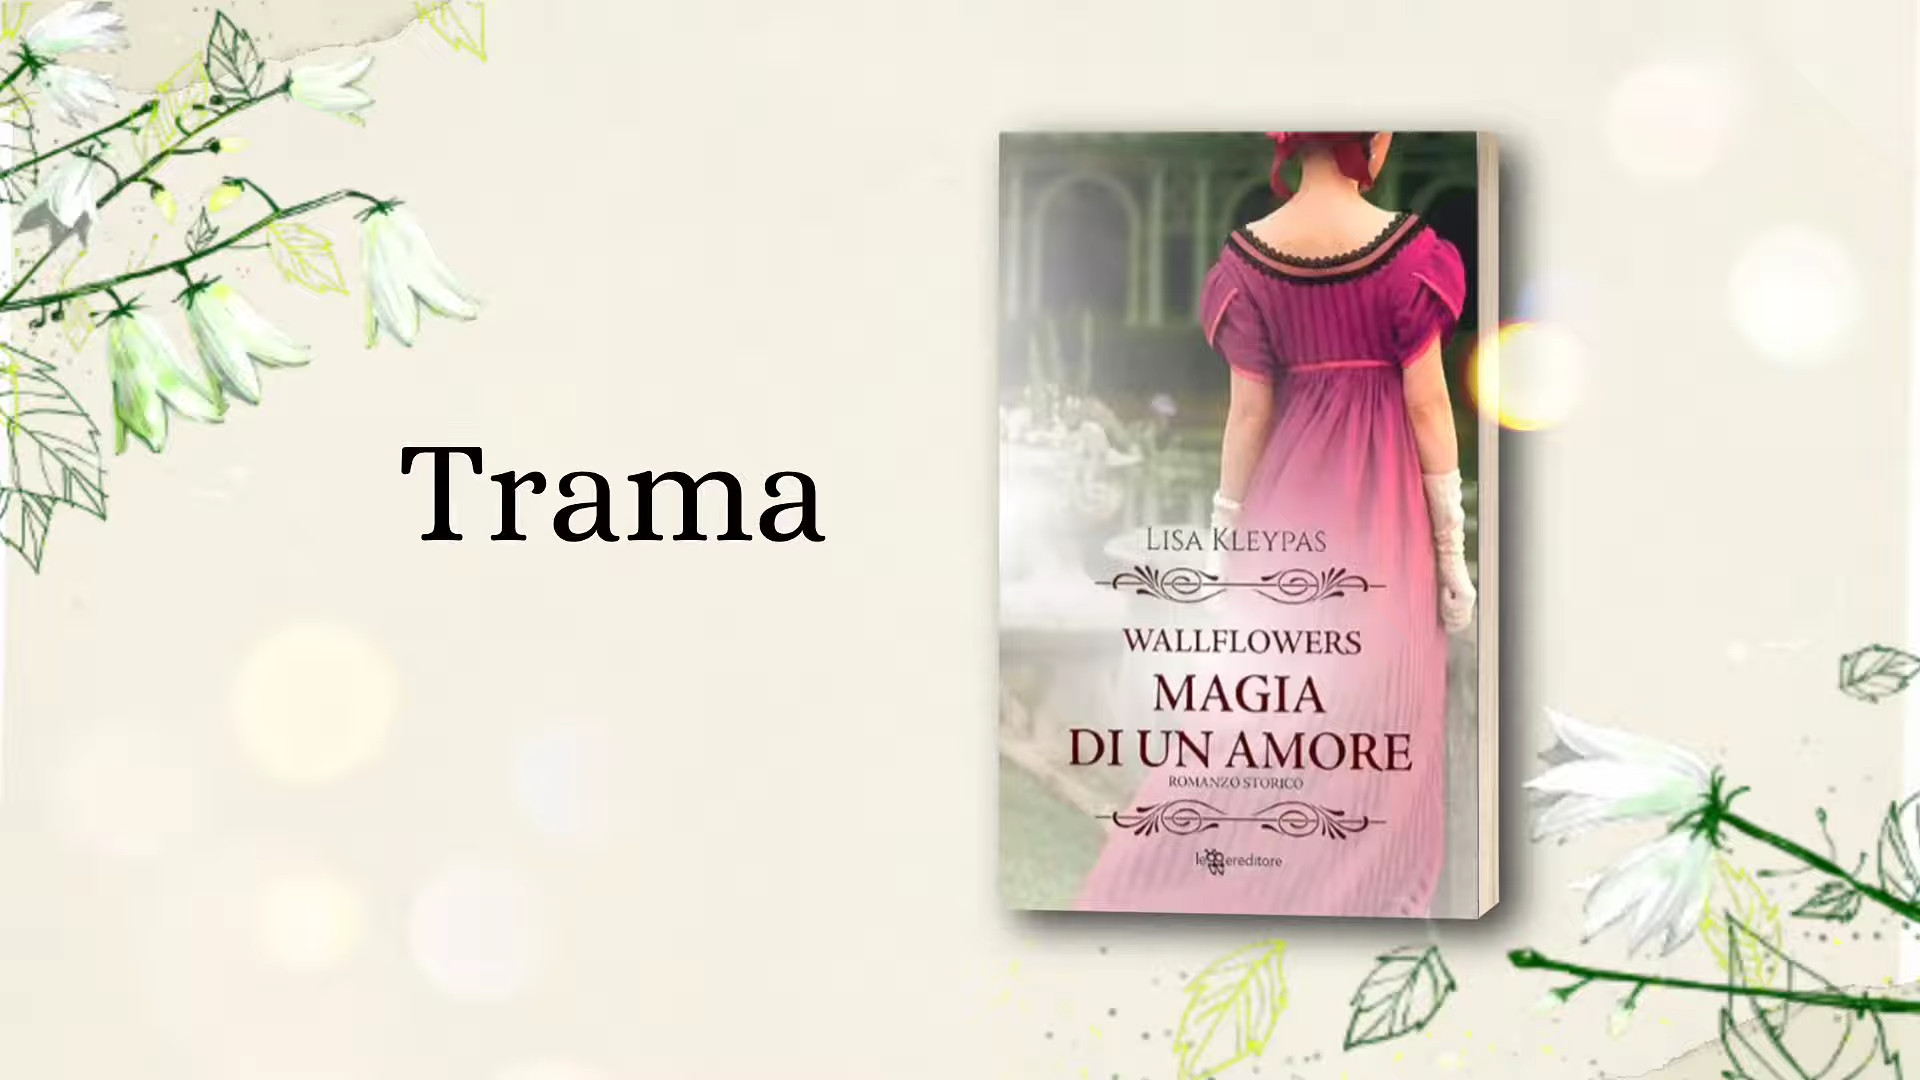 Trama
LISA KLEYPAS
WALLFLOWERS
MAGIA
DI UN AMORE
ROMANZO STORICO
leggereditore